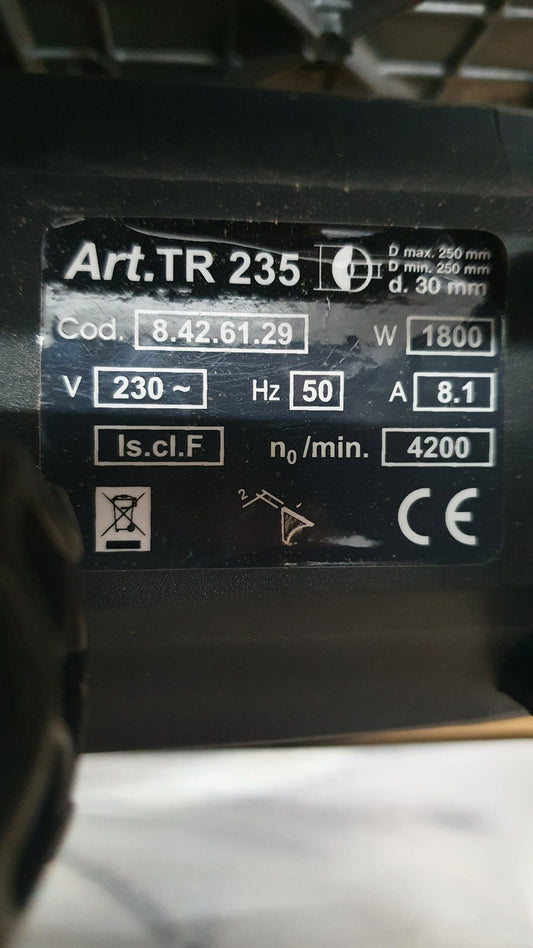 Art.TR 235
D max. 250 mm
D min. 250 mm
d. 30 mm
Cod. 8.42.61.29 W 1800
V 230 ~ Hz 50 A 8.1
Is.cl.F n₀/min. 4200
2
CE